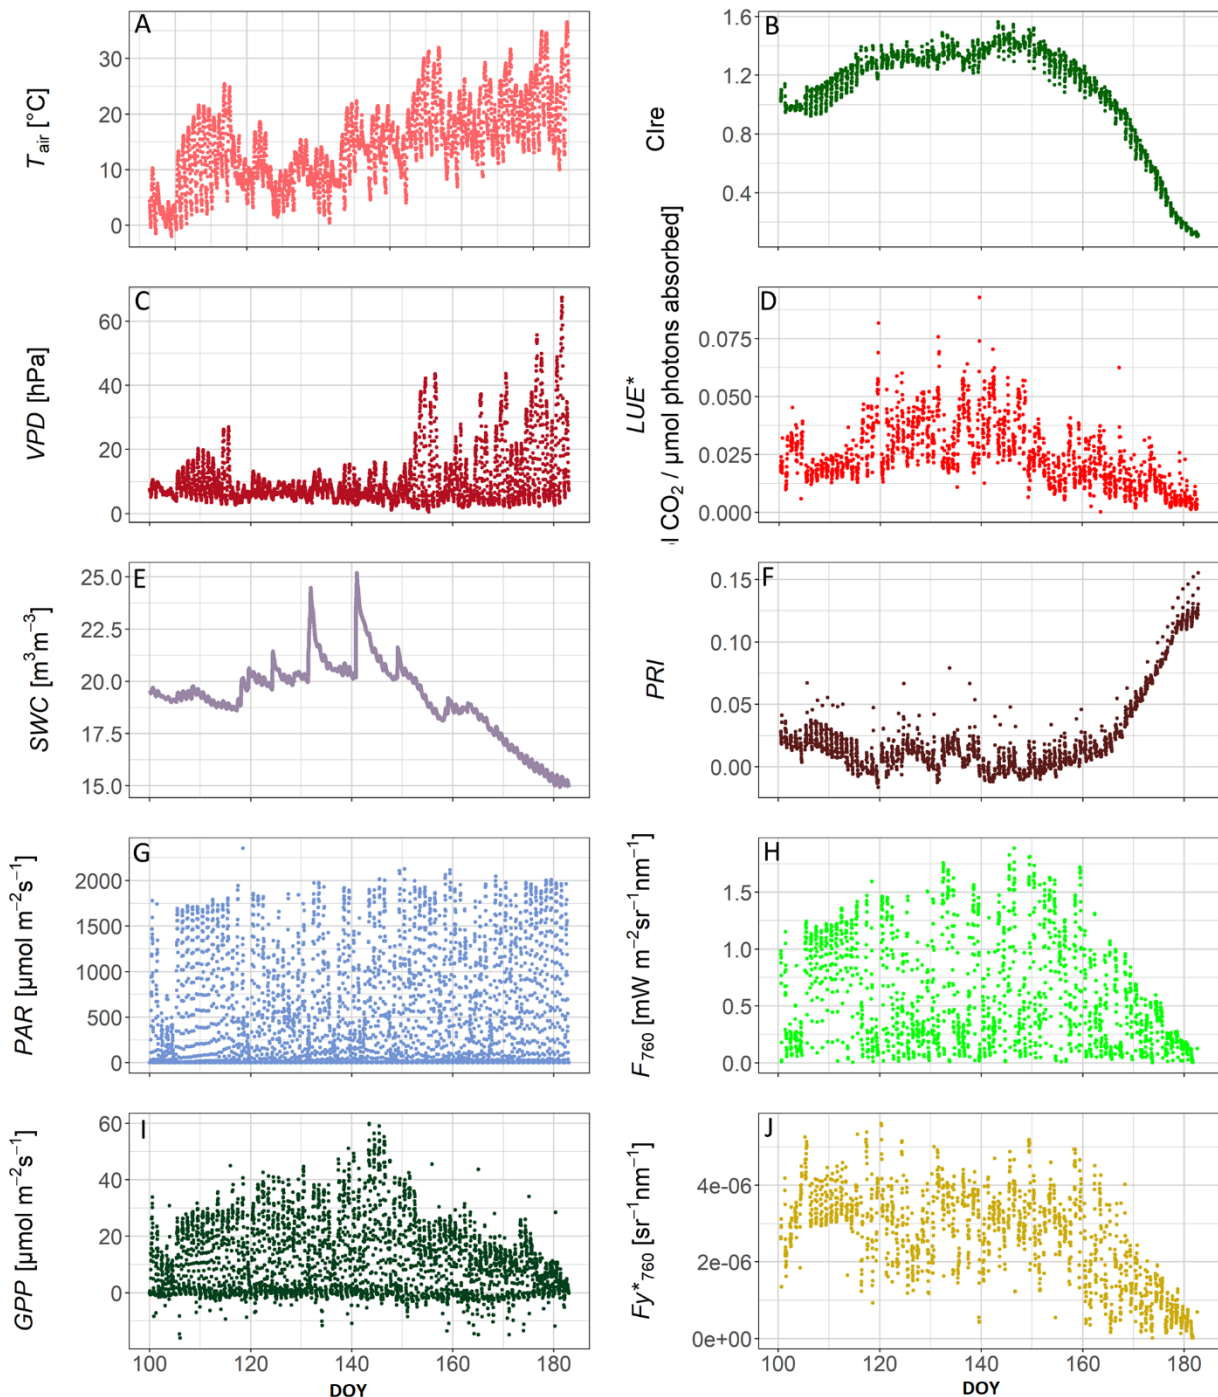 A
T air [°C]
30
20
10
0
B
CIre
1.6
1.2
0.8
0.4
C
VPD [hPa]
60
40
20
0
D
LUE*
l CO₂ / µmol photons absorbed]
0.075
0.050
0.025
0.000
E
SWC [m³m⁻³]
25.0
22.5
20.0
17.5
15.0
F
PRI
0.15
0.10
0.05
0.00
G
PAR [µmol m⁻²s⁻¹]
2000
1500
1000
500
0
H
F₇₆₀ [mW m⁻²sr⁻¹nm⁻¹]
1.5
1.0
0.5
0.0
I
GPP [µmol m⁻²s⁻¹]
60
40
20
0
100 120 140 160 180
DOY
J
Fy*₇₆₀ [sr⁻¹nm⁻¹]
4e-06
2e-06
0e+00
100 120 140 160 180
DOY